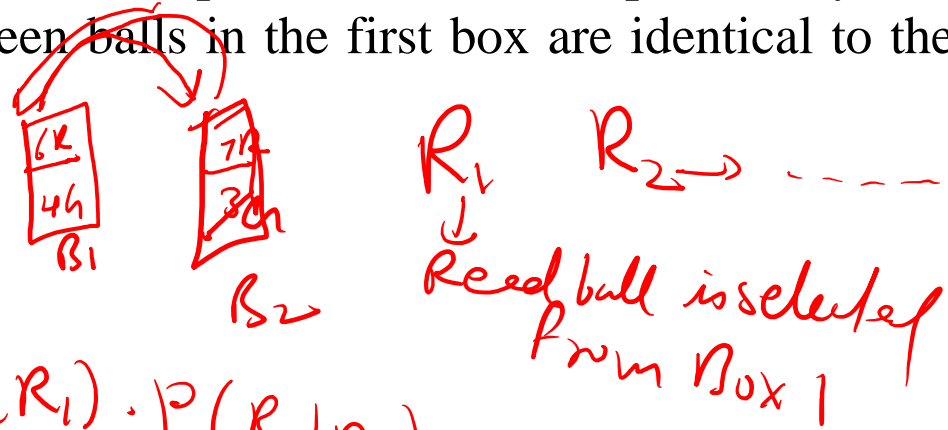 een balls in the first box are identical to the
6R 7R R₁ R₂ → - - - -
4G 3G
B1 ↓
B2 Reed ball is selected
from Box 1
R₁) . P(R